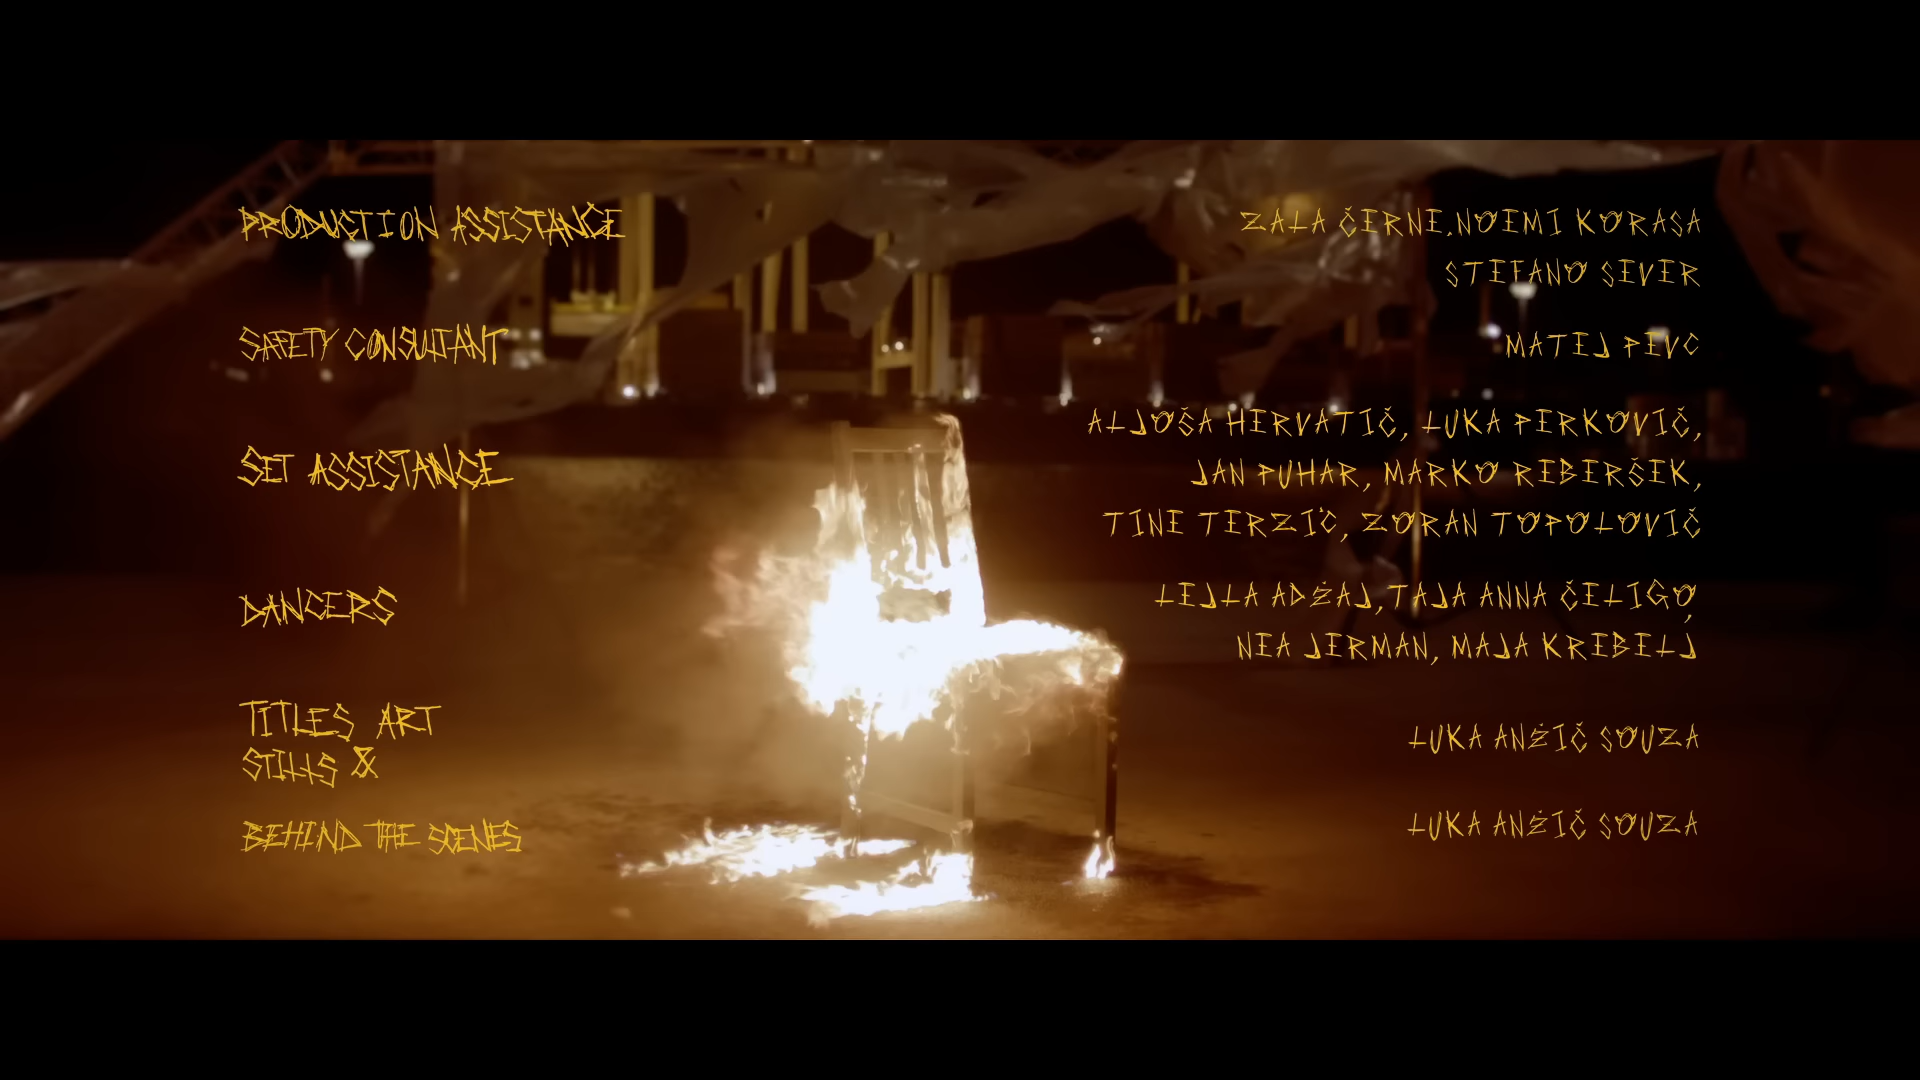 PRODUCTION ASSISTANCE
ZALA ČERNE, NOEMI KORASA
STEFANO SEVER
SAFETY CONSULTANT
MATEJ PEVC
SET ASSISTANCE
ALJOŠA HERVATIČ, LUKA PERKOVIČ,
JAN PUHAR, MARKO REBERŠEK,
TINE TERZIČ, ZORAN TOPOLOVIČ
DANCERS
LEJLA ADŽAJ, TAJA ANNA ČELIGO,
NEA JERMAN, MAJA KREBELJ
TITLES ART
LUKA ANŽIČ SOUZA
STILLS &
BEHIND THE SCENES
LUKA ANŽIČ SOUZA